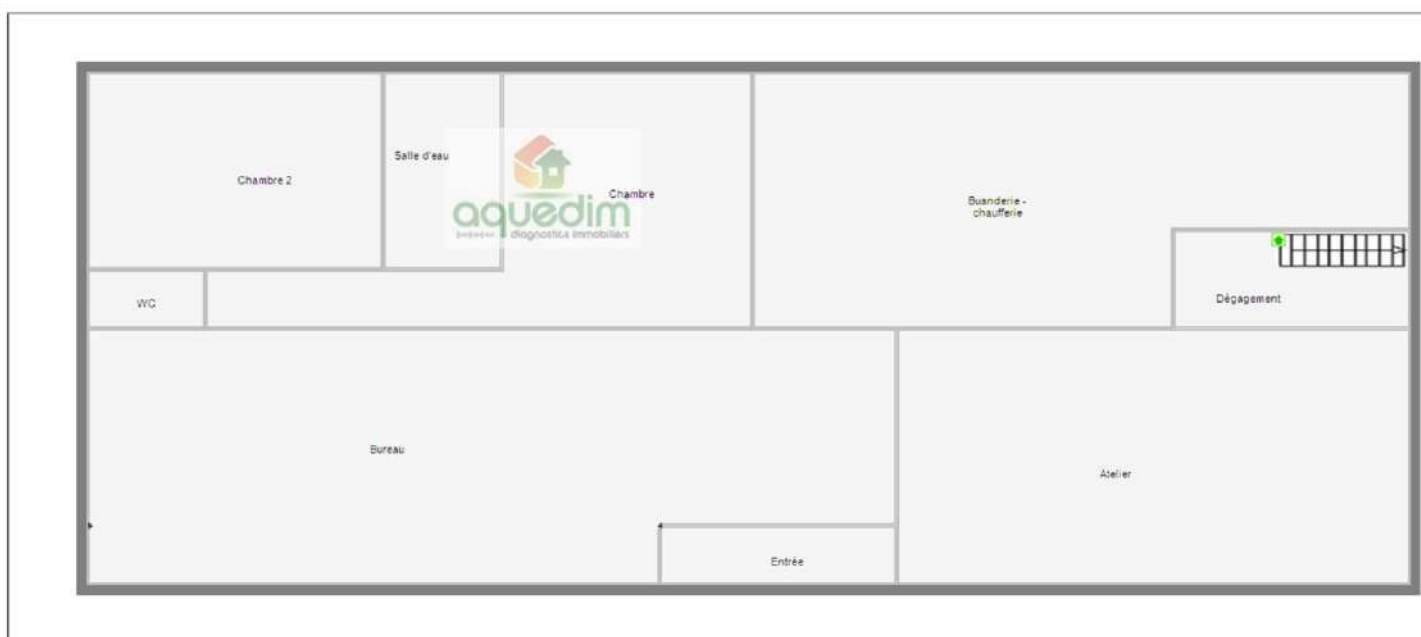 Salle d'eau
Chambre 2
Chambre
aquedim
diagnostics immobiliers
Buanderie -
chaufferie
WC
Dégagement
Bureau
Atelier
Entrée